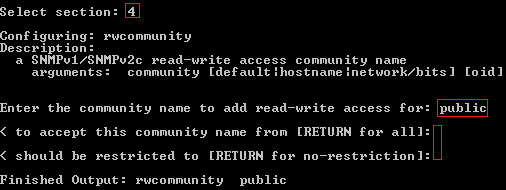 Select section: 4
Configuring: rwcommunity
Description:
a SNMPv1/SNMPv2c read-write access community name
arguments: community [default¦hostname¦network/bits] [oid]
Enter the community name to add read-write access for: public
< to accept this community name from [RETURN for all]:
< should be restricted to [RETURN for no-restriction]:
Finished Output: rwcommunity public